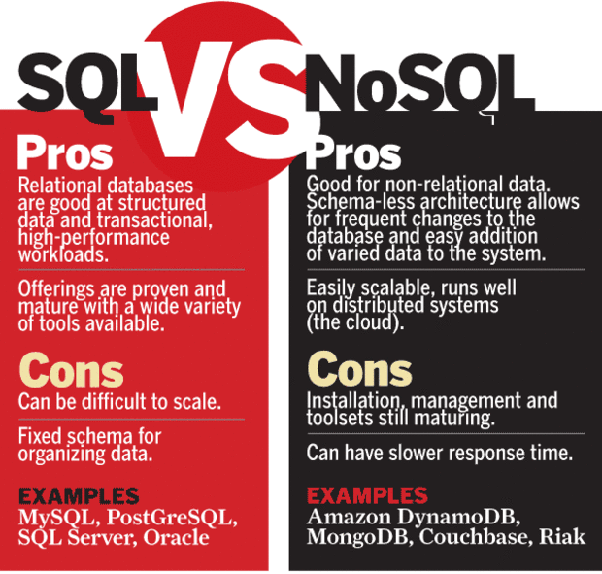 SQL VS NoSQL
Pros
Relational databases
are good at structured
data and transactional,
high-performance
workloads.
Offerings are proven and
mature with a wide variety
of tools available.
Cons
Can be difficult to scale.
Fixed schema for
organizing data.
EXAMPLES
MySQL, PostGreSQL,
SQL Server, Oracle
Pros
Good for non-relational data.
Schema-less architecture allows
for frequent changes to the
database and easy addition
of varied data to the system.
Easily scalable, runs well
on distributed systems
(the cloud).
Cons
Installation, management and
toolsets still maturing.
Can have slower response time.
EXAMPLES
Amazon DynamoDB,
MongoDB, Couchbase, Riak